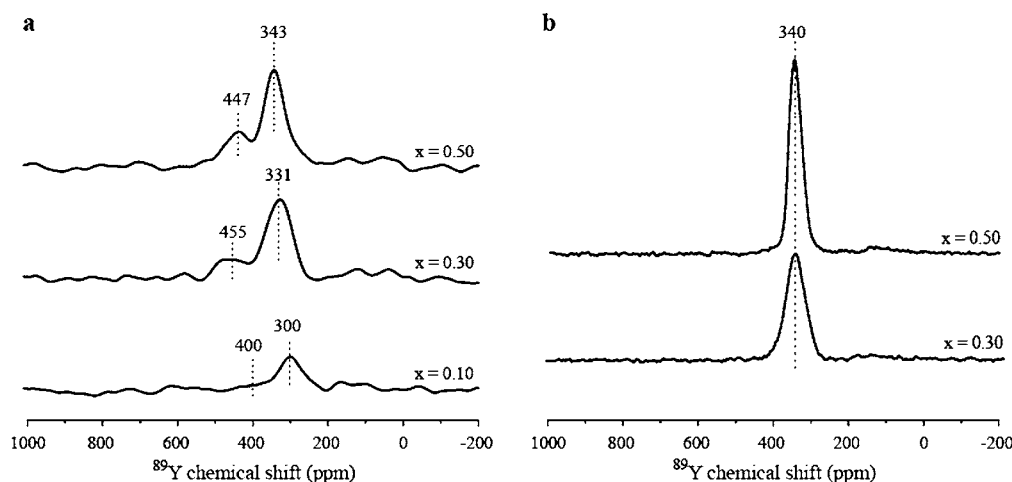 a
343
447
x = 0.50
331
455
x = 0.30
300
400
x = 0.10
1000 800 600 400 200 0 -200
⁸⁹Y chemical shift (ppm)
b
340
x = 0.50
x = 0.30
1000 800 600 400 200 0 -200
⁸⁹Y chemical shift (ppm)